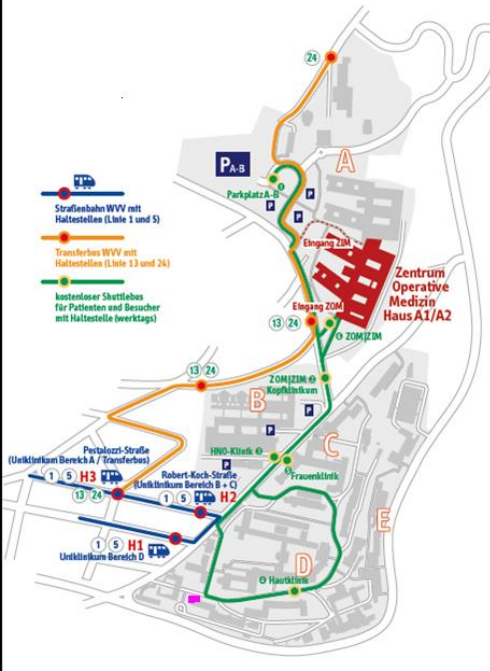 24
A
PA-B
Parkplatz A-B
1
P
P
P
P
Straßenbahn WVV mit
Haltestellen (Linie 1 und 5)
Transferbus WVV mit
Haltestellen (Linie 13 und 24)
kostenloser Shuttlebus
für Patienten und Besucher
mit Haltestelle (werktags)
Eingang ZIM
Zentrum
Operative
Medizin
Haus A1/A2
Eingang ZOM
13 24
ZOM|ZIM
13 24
ZOM|ZIM 2
Kopfklinikum
B
P
P
C
HNO-Klinik 3
Frauenklinik
Pestalozzi-Straße
(Uniklinikum Bereich A / Transferbus)
1 5 H3
13 24
Robert-Koch-Straße
(Uniklinikum Bereich B + C)
1 5 H2
E
1 5 H1
Uniklinikum Bereich D
D
Hautklinik